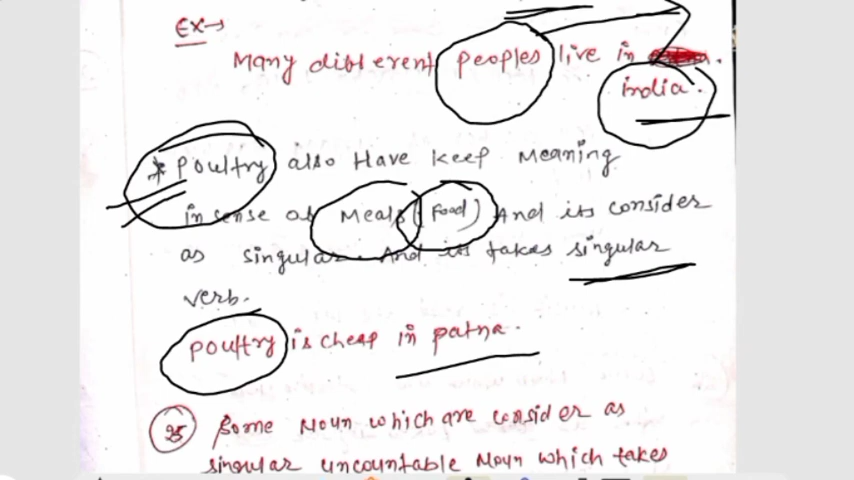 Ex→
Many different peoples live in
india.
* Poultry also Have keep Meaning
in sense of Meals (Food) And its consider
as singular. And its takes singular
verb.
Poultry is cheap in patna.
25 Some Noun which are consider as
singular uncountable Noun which takes